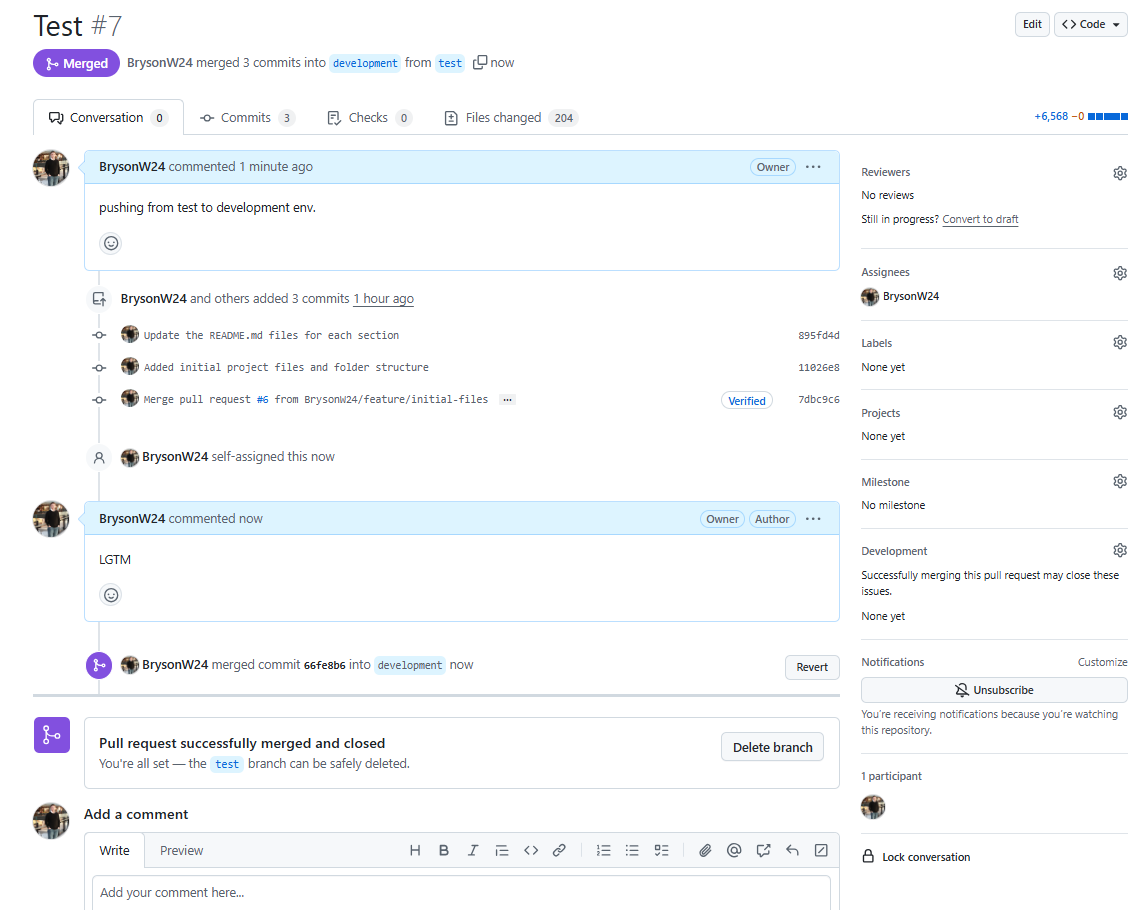 Test #7
Edit
Code
Merged
BrysonW24 merged 3 commits into development from test now
Conversation 0
Commits 3
Checks 0
Files changed 204
+6,568 −0
BrysonW24 commented 1 minute ago
Owner
pushing from test to development env.
BrysonW24 and others added 3 commits 1 hour ago
Update the README.md files for each section
895fd4d
Added initial project files and folder structure
11026e8
Merge pull request #6 from BrysonW24/feature/initial-files ...
Verified
7dbc9c6
BrysonW24 self-assigned this now
BrysonW24 commented now
Owner
Author
LGTM
BrysonW24 merged commit 66fe8b6 into development now
Revert
Pull request successfully merged and closed
You're all set — the test branch can be safely deleted.
Delete branch
Add a comment
Write
Preview
Add your comment here...
Reviewers
No reviews
Still in progress? Convert to draft
Assignees
BrysonW24
Labels
None yet
Projects
None yet
Milestone
No milestone
Development
Successfully merging this pull request may close these
issues.
None yet
Notifications
Customize
Unsubscribe
You're receiving notifications because you're watching
this repository.
1 participant
Lock conversation